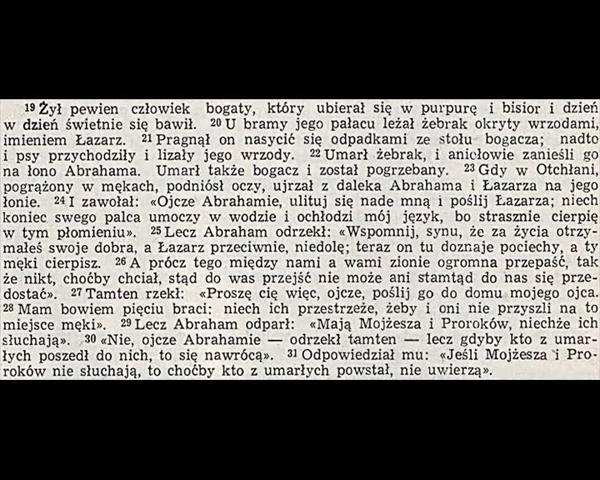 19 Żył pewien człowiek bogaty, który ubierał się w purpurę i bisior i dzień
w dzień świetnie się bawił. 20 U bramy jego pałacu leżał żebrak okryty wrzodami,
imieniem Łazarz. 21 Pragnął on nasycić się odpadkami ze stołu bogacza; nadto
i psy przychodziły i lizały jego wrzody. 22 Umarł żebrak, i aniołowie zanieśli go
na łono Abrahama. Umarł także bogacz i został pogrzebany. 23 Gdy w Otchłani,
pogrążony w mękach, podniósł oczy, ujrzał z daleka Abrahama i Łazarza na jego
łonie. 24 I zawołał: «Ojcze Abrahamie, ulituj się nade mną i poślij Łazarza; niech
koniec swego palca umoczy w wodzie i ochłodzi mój język, bo strasznie cierpię
w tym płomieniu». 25 Lecz Abraham odrzekł: «Wspomnij, synu, że za życia otrzy-
małeś swoje dobra, a Łazarz przeciwnie, niedolę; teraz on tu doznaje pociechy, a ty
męki cierpisz. 26 A prócz tego między nami a wami zionie ogromna przepaść, tak
że nikt, choćby chciał, stąd do was przejść nie może ani stamtąd do nas się prze-
dostać». 27 Tamten rzekł: «Proszę cię więc, ojcze, poślij go do domu mojego ojca.
28 Mam bowiem pięciu braci: niech ich przestrzeże, żeby i oni nie przyszli na to
miejsce męki». 29 Lecz Abraham odparł: «Mają Mojżesza i Proroków, niechże ich
słuchają». 30 «Nie, ojcze Abrahamie — odrzekł tamten — lecz gdyby kto z umar-
łych poszedł do nich, to się nawrócą». 31 Odpowiedział mu: «Jeśli Mojżesza i Pro-
roków nie słuchają, to choćby kto z umarłych powstał, nie uwierzą».